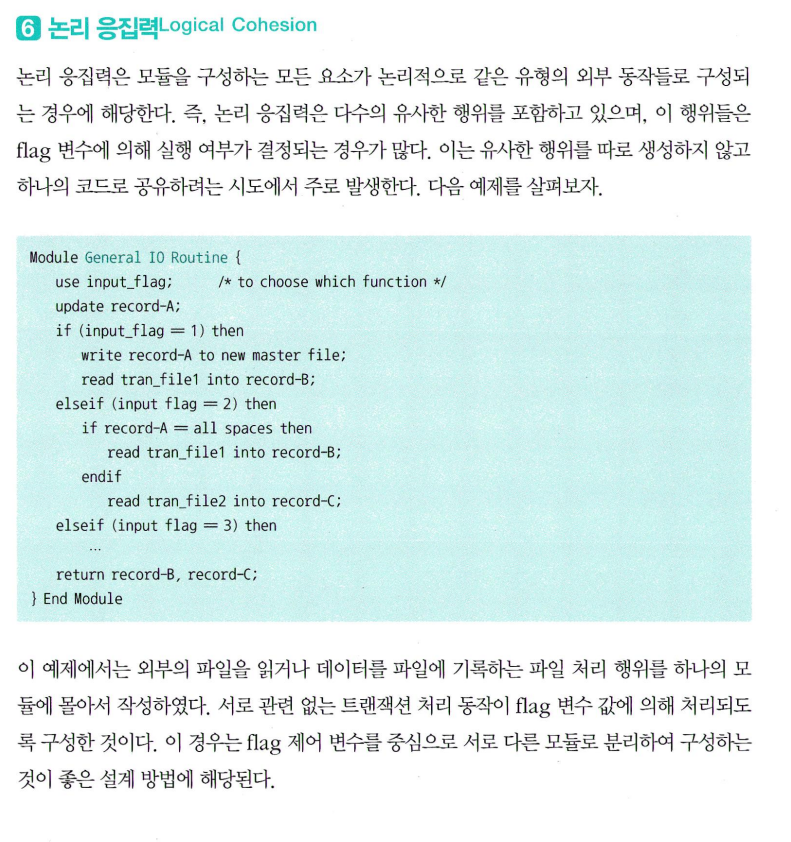 6 논리 응집력Logical Cohesion
논리 응집력은 모듈을 구성하는 모든 요소가 논리적으로 같은 유형의 외부 동작들로 구성되
는 경우에 해당한다. 즉, 논리 응집력은 다수의 유사한 행위를 포함하고 있으며, 이 행위들은
flag 변수에 의해 실행 여부가 결정되는 경우가 많다. 이는 유사한 행위를 따로 생성하지 않고
하나의 코드로 공유하려는 시도에서 주로 발생한다. 다음 예제를 살펴보자.
Module General IO Routine {
use input_flag; /* to choose which function */
update record-A;
if (input_flag = 1) then
write record-A to new master file;
read tran_file1 into record-B;
elseif (input flag = 2) then
if record-A = all spaces then
read tran_file1 into record-B;
endif
read tran_file2 into record-C;
elseif (input flag = 3) then
…
return record-B, record-C;
} End Module
이 예제에서는 외부의 파일을 읽거나 데이터를 파일에 기록하는 파일 처리 행위를 하나의 모
듈에 몰아서 작성하였다. 서로 관련 없는 트랜잭션 처리 동작이 flag 변수 값에 의해 처리되도
록 구성한 것이다. 이 경우는 flag 제어 변수를 중심으로 서로 다른 모듈로 분리하여 구성하는
것이 좋은 설계 방법에 해당된다.